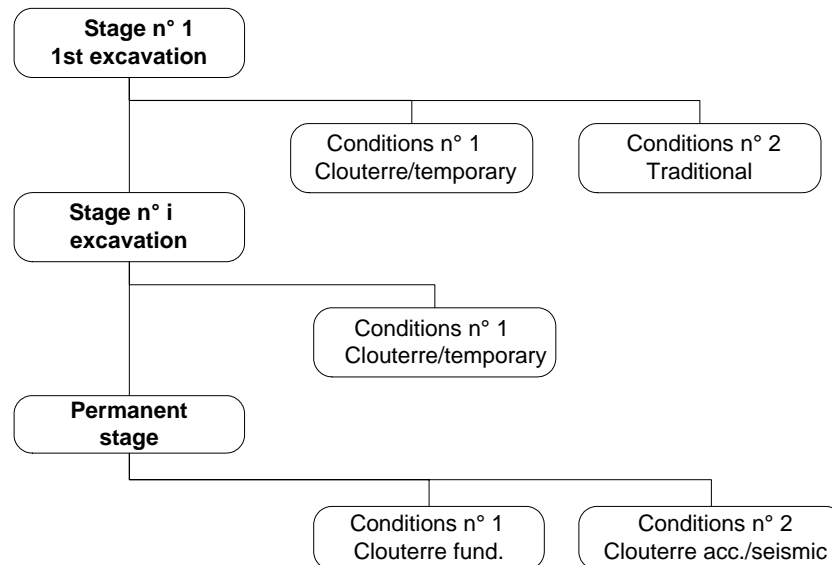 Stage n° 1
1st excavation
Conditions n° 1
Clouterre/temporary
Conditions n° 2
Traditional
Stage n° i
excavation
Conditions n° 1
Clouterre/temporary
Permanent
stage
Conditions n° 1
Clouterre fund.
Conditions n° 2
Clouterre acc./seismic